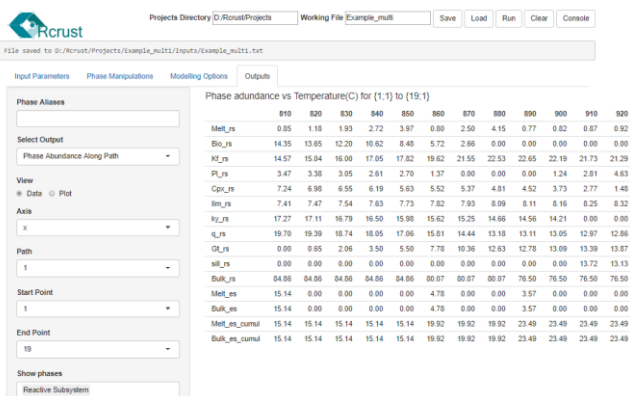 Rcrust
Projects Directory D:/Rcrust/Projects Working File Example_multi Save Load Run Clear Console
File saved to D:/Rcrust/Projects/Example_multi/Inputs/Example_multi.txt
Input Parameters Phase Manipulations Modelling Options Outputs
Phase Aliases
Select Output
Phase Abundance Along Path
View
Data Plot
Axis
x
Path
1
Start Point
1
End Point
19
Show phases
Reactive Subsystem
Phase adundance vs Temperature(C) for {1;1} to {19;1}
810 820 830 840 850 860 870 880 890 900 910 920
Melt_rs 0.85 1.18 1.93 2.72 3.97 0.80 2.50 4.15 0.77 0.82 0.87 0.92
Bio_rs 14.35 13.65 12.20 10.62 8.48 5.72 2.66 0.00 0.00 0.00 0.00 0.00
Kf_rs 14.57 15.04 16.00 17.05 17.82 19.62 21.55 22.53 22.65 22.19 21.73 21.29
Pl_rs 3.47 3.38 3.05 2.61 2.70 1.37 0.00 0.00 0.00 1.24 2.81 4.63
Cpx_rs 7.24 6.98 6.55 6.19 5.63 5.52 5.37 4.81 4.52 3.73 2.77 1.48
Ilm_rs 7.41 7.47 7.54 7.63 7.73 7.82 7.93 8.09 8.11 8.16 8.25 8.32
ky_rs 17.27 17.11 16.79 16.50 15.98 15.62 15.25 14.66 14.56 14.21 0.00 0.00
q_rs 19.70 19.39 18.74 18.05 17.06 15.81 14.44 13.18 13.11 13.05 12.97 12.86
Gt_rs 0.00 0.65 2.06 3.50 5.50 7.78 10.36 12.63 12.78 13.09 13.39 13.87
sill_rs 0.00 0.00 0.00 0.00 0.00 0.00 0.00 0.00 0.00 0.00 13.72 13.13
Bulk_rs 84.86 84.86 84.86 84.86 84.86 80.07 80.07 80.07 76.50 76.50 76.50 76.50
Melt_es 15.14 0.00 0.00 0.00 0.00 4.78 0.00 0.00 3.57 0.00 0.00 0.00
Bulk_es 15.14 0.00 0.00 0.00 0.00 4.78 0.00 0.00 3.57 0.00 0.00 0.00
Melt_es_cumul 15.14 15.14 15.14 15.14 15.14 19.92 19.92 19.92 23.49 23.49 23.49 23.49
Bulk_es_cumul 15.14 15.14 15.14 15.14 15.14 19.92 19.92 19.92 23.49 23.49 23.49 23.49